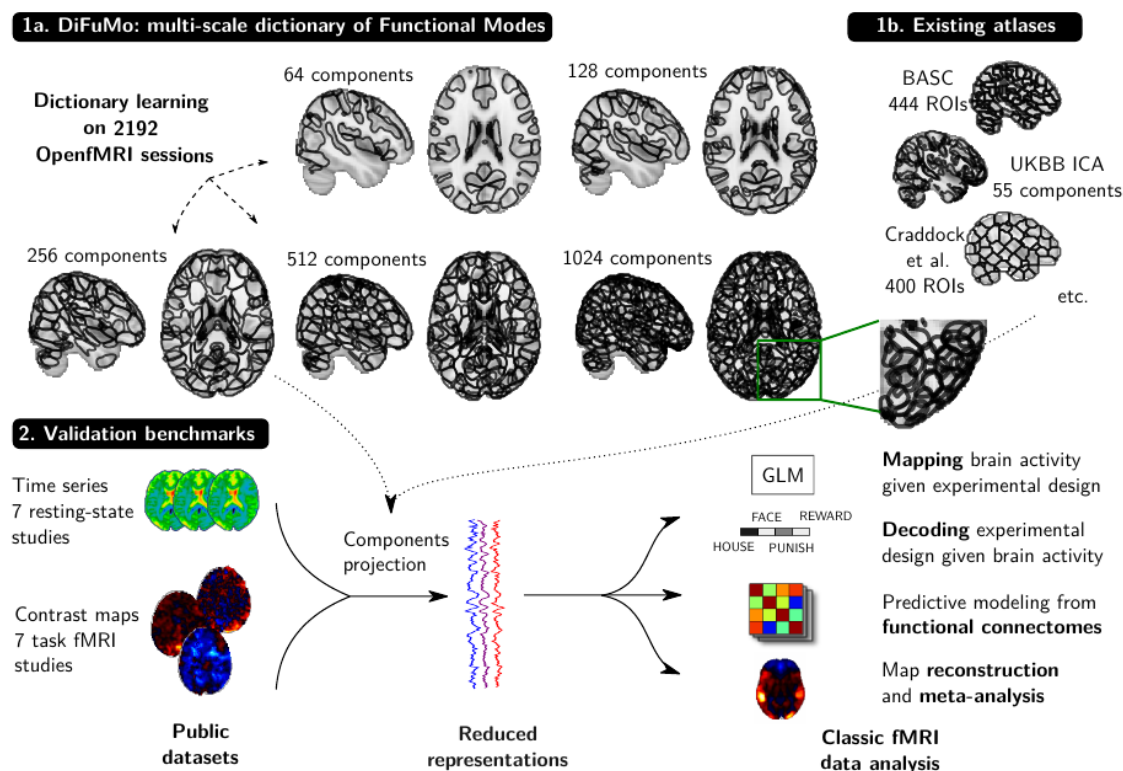 1a. DiFuMo: multi-scale dictionary of Functional Modes
1b. Existing atlases
Dictionary learning
on 2192
OpenfMRI sessions
64 components
128 components
256 components
512 components
1024 components
BASC
444 ROIs
UKBB ICA
55 components
Craddock
et al.
400 ROIs
etc.
2. Validation benchmarks
Time series
7 resting-state
studies
Contrast maps
7 task fMRI
studies
Public
datasets
Components
projection
Reduced
representations
GLM
Mapping brain activity
given experimental design
FACE REWARD
HOUSE PUNISH
Decoding experimental
design given brain activity
Predictive modeling from
functional connectomes
Map reconstruction
and meta-analysis
Classic fMRI
data analysis